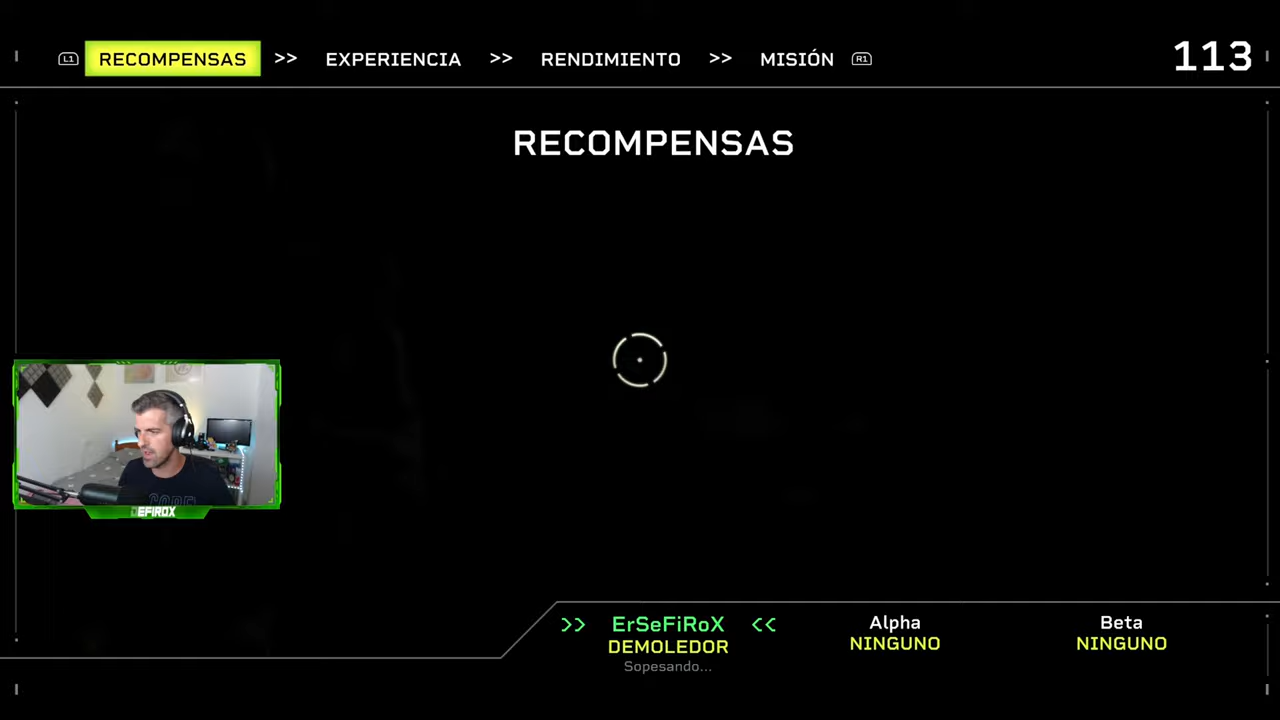 L1 RECOMPENSAS >> EXPERIENCIA >> RENDIMIENTO >> MISIÓN R1 113
RECOMPENSAS
EFIROX
>> ErSeFiRoX <<
DEMOLEDOR
Sopesando...
Alpha
NINGUNO
Beta
NINGUNO